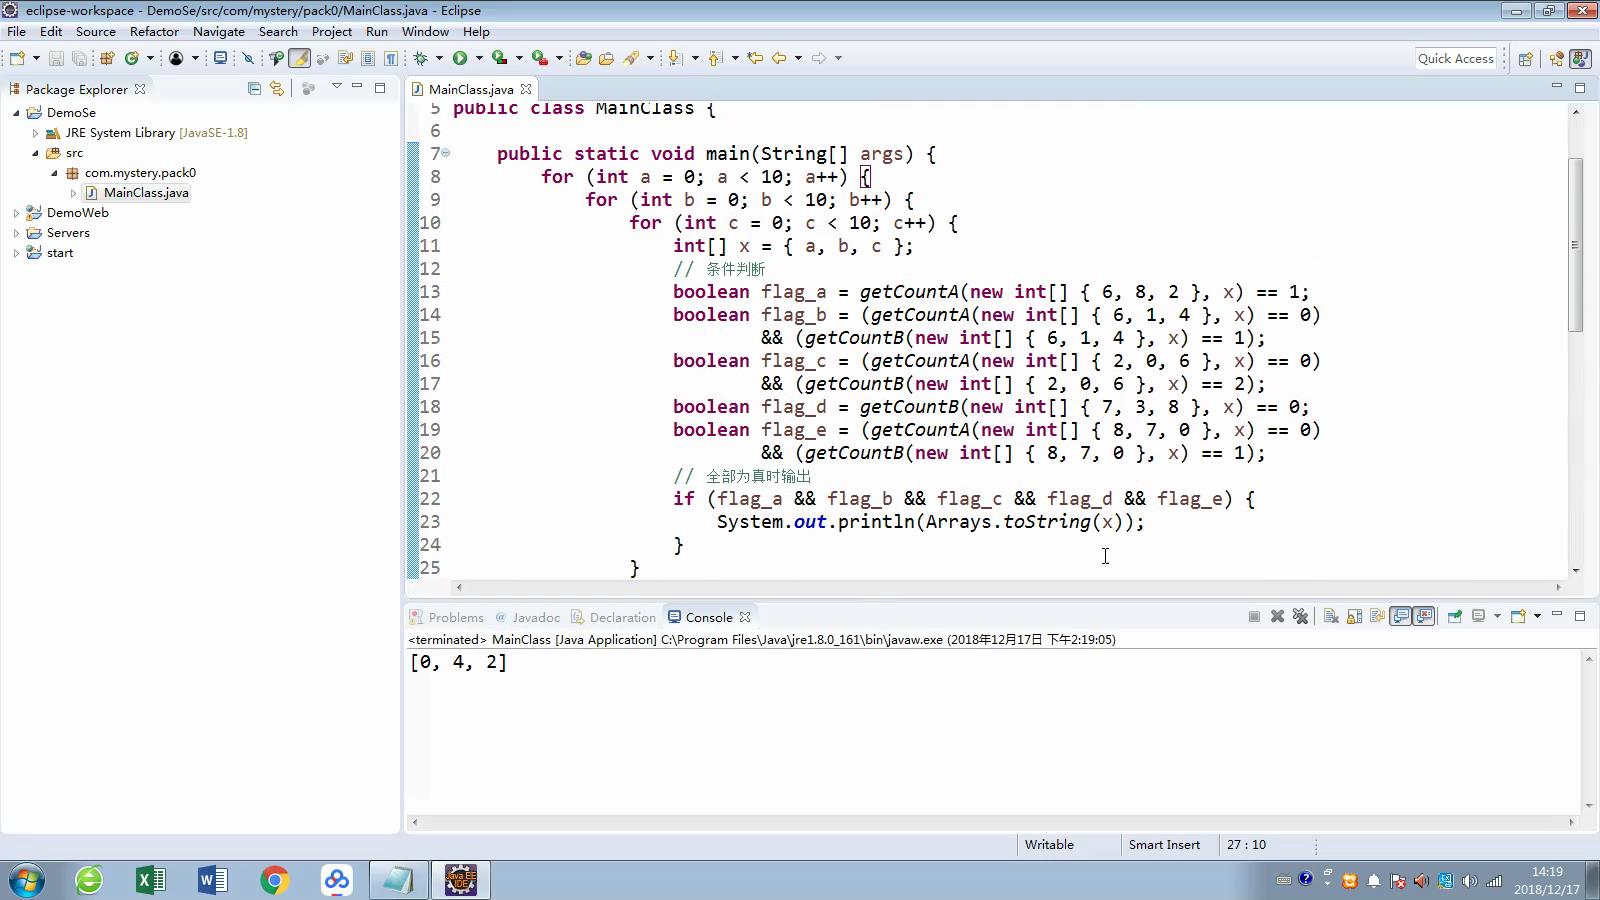 eclipse-workspace - DemoSe/src/com/mystery/pack0/MainClass.java - Eclipse
File Edit Source Refactor Navigate Search Project Run Window Help
Quick Access
Package Explorer
DemoSe
JRE System Library [JavaSE-1.8]
src
com.mystery.pack0
MainClass.java
DemoWeb
Servers
start
MainClass.java
5 public class MainClass {
6
7 public static void main(String[] args) {
8 for (int a = 0; a < 10; a++) {
9 for (int b = 0; b < 10; b++) {
10 for (int c = 0; c < 10; c++) {
11 int[] x = { a, b, c };
12 // 条件判断
13 boolean flag_a = getCountA(new int[] { 6, 8, 2 }, x) == 1;
14 boolean flag_b = (getCountA(new int[] { 6, 1, 4 }, x) == 0)
15 && (getCountB(new int[] { 6, 1, 4 }, x) == 1);
16 boolean flag_c = (getCountA(new int[] { 2, 0, 6 }, x) == 0)
17 && (getCountB(new int[] { 2, 0, 6 }, x) == 2);
18 boolean flag_d = getCountB(new int[] { 7, 3, 8 }, x) == 0;
19 boolean flag_e = (getCountA(new int[] { 8, 7, 0 }, x) == 0)
20 && (getCountB(new int[] { 8, 7, 0 }, x) == 1);
21 // 全部为真时输出
22 if (flag_a && flag_b && flag_c && flag_d && flag_e) {
23 System.out.println(Arrays.toString(x));
24 }
25 }
Problems @ Javadoc Declaration Console
<terminated> MainClass [Java Application] C:\Program Files\Java\jre1.8.0_161\bin\javaw.exe (2018年12月17日 下午2:19:05)
[0, 4, 2]
Writable Smart Insert 27 : 10
Java EE
IDE
14:19
2018/12/17